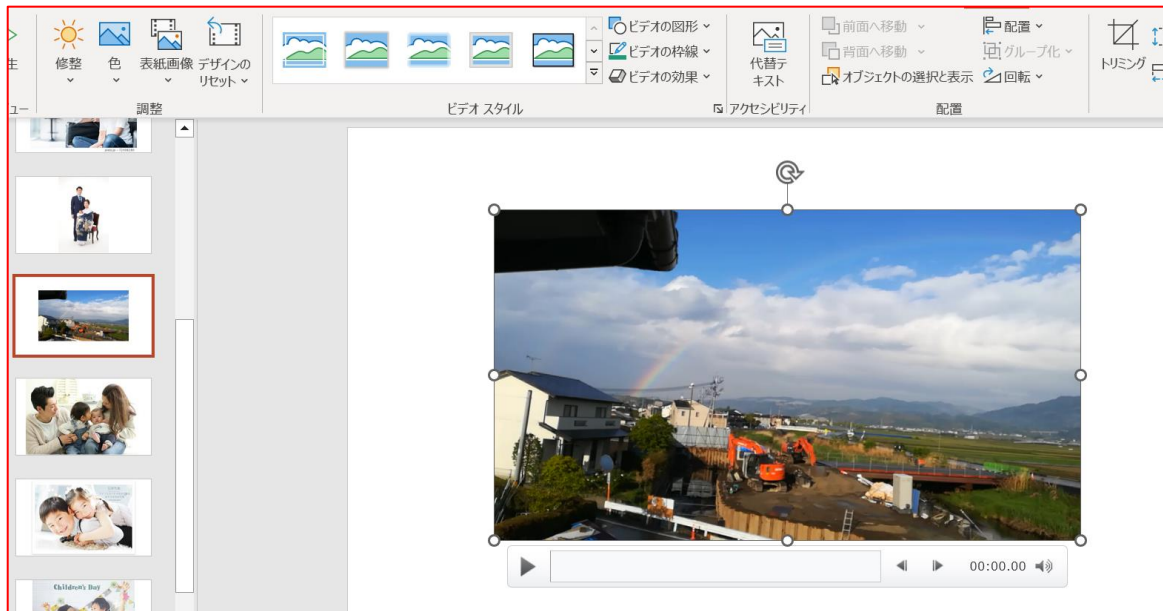 生
修整
色
表紙画像
デザインの
リセット
ビデオの図形
ビデオの枠線
ビデオの効果
代替テ
キスト
前面へ移動
背面へ移動
オブジェクトの選択と表示
配置
グループ化
回転
トリミング
ュー
調整
ビデオ スタイル
アクセシビリティ
配置
Children's Day
00:00.00